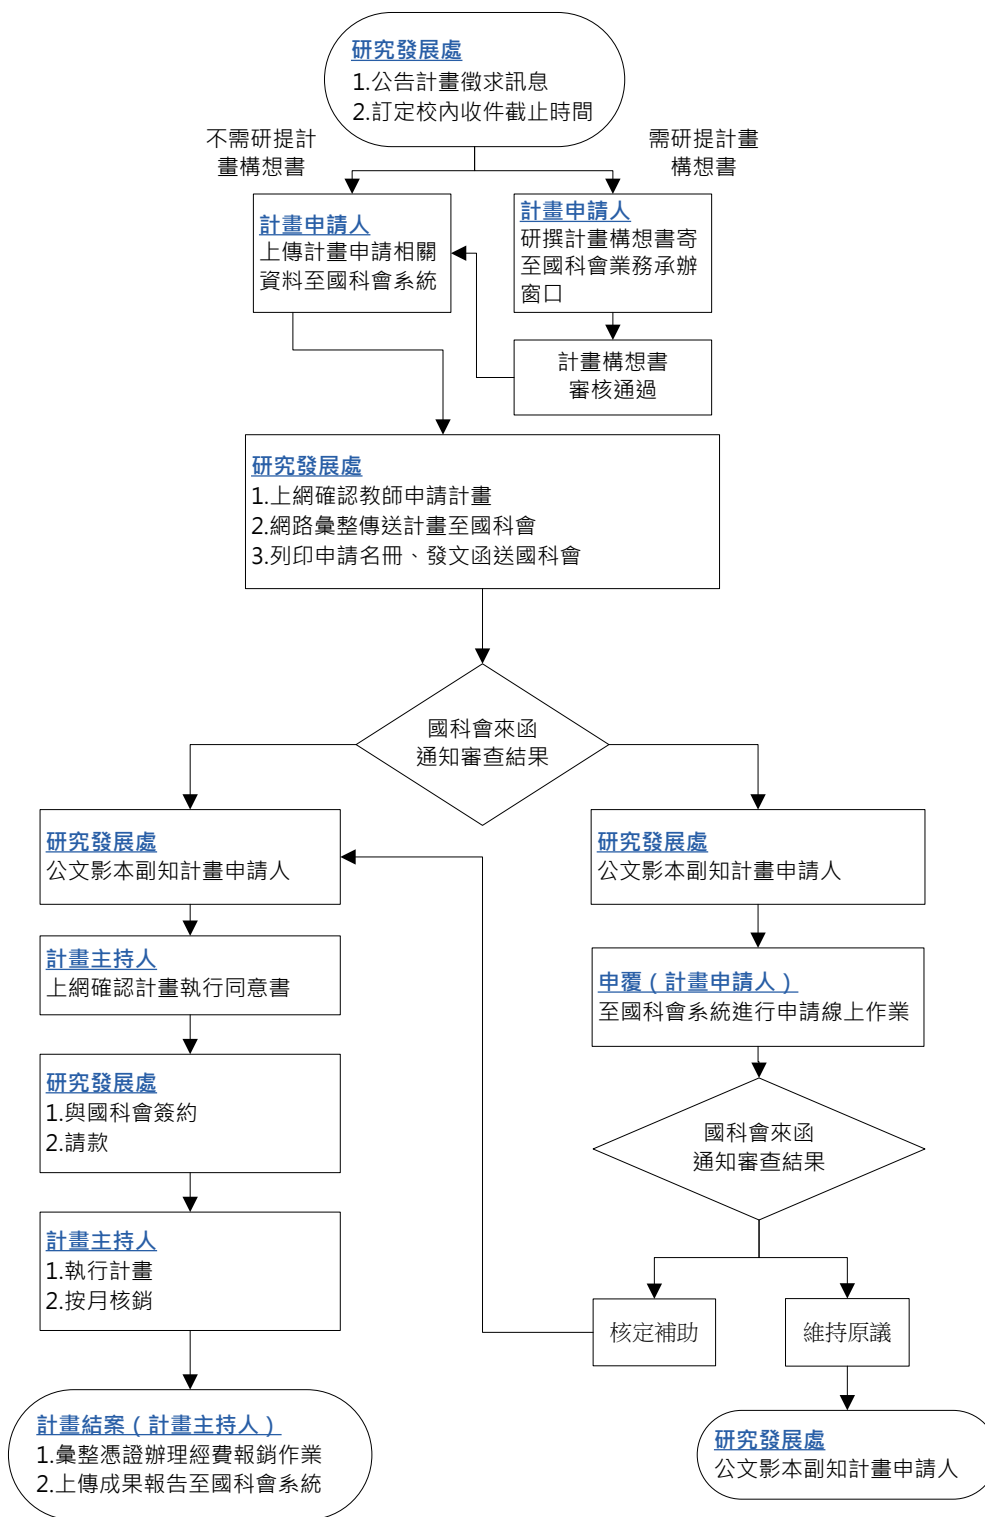 研究發展處
1.公告計畫徵求訊息
2.訂定校內收件截止時間
不需研提計
畫構想書
需研提計畫
構想書
計畫申請人
上傳計畫申請相關
資料至國科會系統
計畫申請人
研撰計畫構想書寄
至國科會業務承辦
窗口
計畫構想書
審核通過
研究發展處
1.上網確認教師申請計畫
2.網路彙整傳送計畫至國科會
3.列印申請名冊、發文函送國科會
國科會來函
通知審查結果
研究發展處
公文影本副知計畫申請人
研究發展處
公文影本副知計畫申請人
計畫主持人
上網確認計畫執行同意書
申覆（計畫申請人）
至國科會系統進行申請線上作業
研究發展處
1.與國科會簽約
2.請款
國科會來函
通知審查結果
計畫主持人
1.執行計畫
2.按月核銷
核定補助
維持原議
計畫結案（計畫主持人）
1.彙整憑證辦理經費報銷作業
2.上傳成果報告至國科會系統
研究發展處
公文影本副知計畫申請人